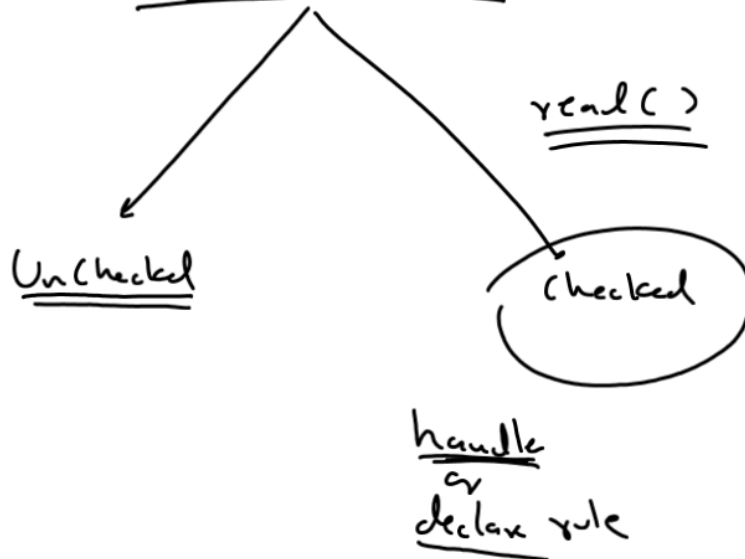 read()
UnChecked
Checked
handle
or
declare rule